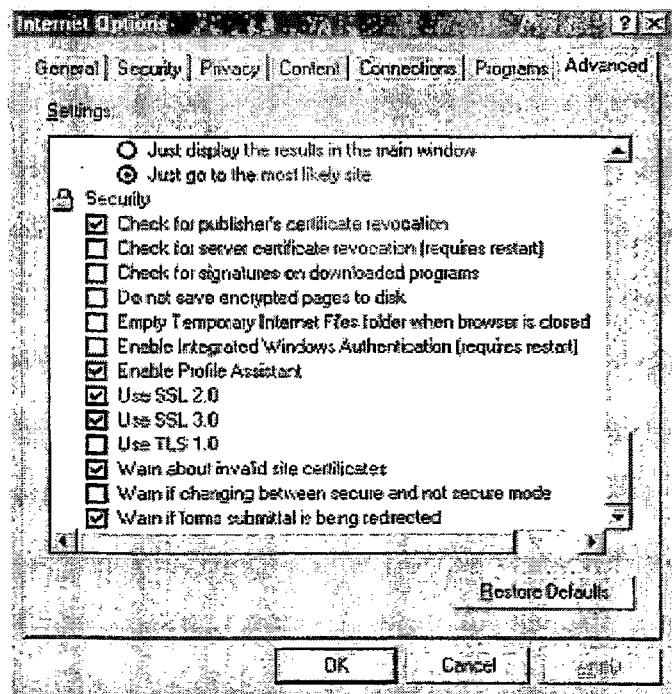 Internet Options
General Security Privacy Content Connections Programs Advanced
Settings:
Just display the results in the main window
Just go to the most likely site
Security
Check for publisher's certificate revocation
Check for server certificate revocation (requires restart)
Check for signatures on downloaded programs
Do not save encrypted pages to disk
Empty Temporary Internet Files folder when browser is closed
Enable Integrated Windows Authentication (requires restart)
Enable Profile Assistant
Use SSL 2.0
Use SSL 3.0
Use TLS 1.0
Warn about invalid site certificates
Warn if changing between secure and not secure mode
Warn if forms submittal is being redirected
Restore Defaults
OK Cancel Apply